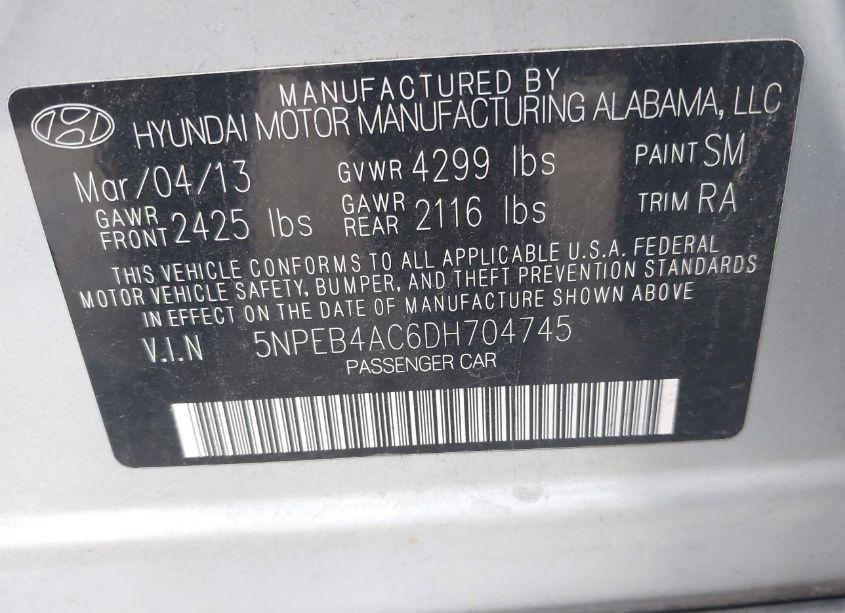 MANUFACTURED BY
HYUNDAI MOTOR MANUFACTURING ALABAMA, LLC
Mar/04/13 GVWR 4299 lbs PAINT SM
GAWR FRONT 2425 lbs GAWR REAR 2116 lbs TRIM RA
THIS VEHICLE CONFORMS TO ALL APPLICABLE U.S.A. FEDERAL
MOTOR VEHICLE SAFETY, BUMPER, AND THEFT PREVENTION STANDARDS
IN EFFECT ON THE DATE OF MANUFACTURE SHOWN ABOVE
V.I.N 5NPEB4AC6DH704745
PASSENGER CAR